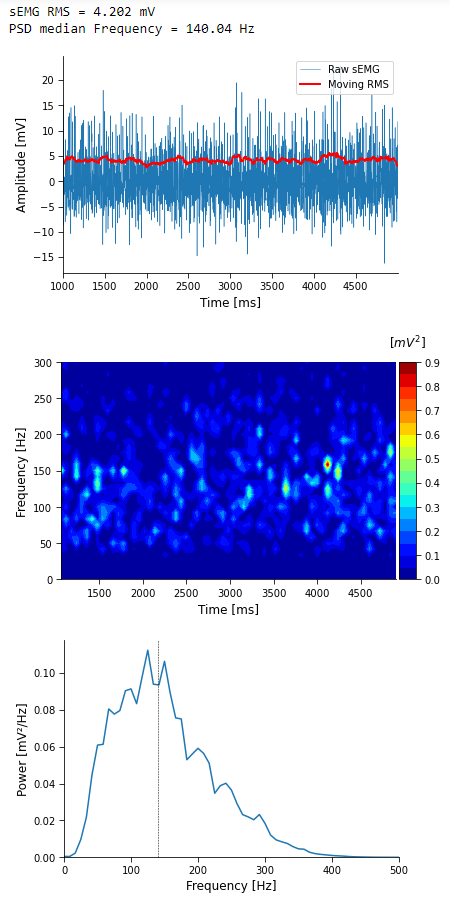 sEMG RMS = 4.202 mV
PSD median Frequency = 140.04 Hz
Raw sEMG
Moving RMS
20
15
10
5
0
−5
−10
−15
Amplitude [mV]
1000 1500 2000 2500 3000 3500 4000 4500
Time [ms]
[mV²]
300
250
200
150
100
50
0
Frequency [Hz]
0.9
0.8
0.7
0.6
0.5
0.4
0.3
0.2
0.1
0.0
1500 2000 2500 3000 3500 4000 4500
Time [ms]
0.10
0.08
0.06
0.04
0.02
0.00
Power [mV²/Hz]
0 100 200 300 400 500
Frequency [Hz]